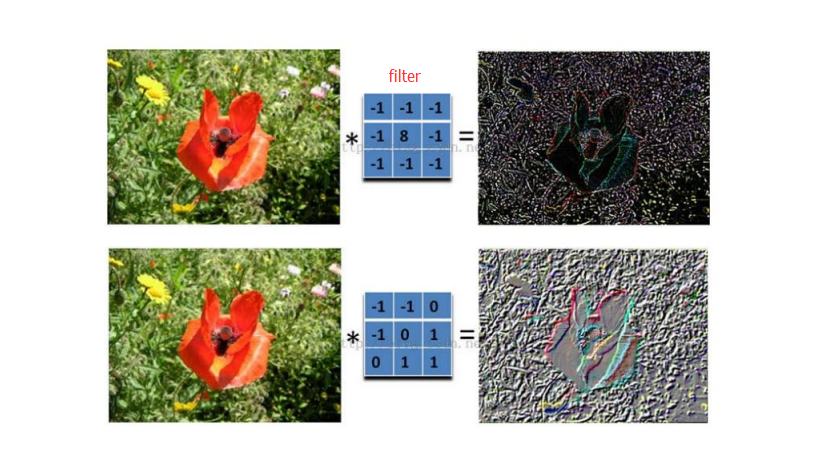 filter
-1 -1 -1
* -1 8 -1 =
-1 -1 -1
-1 -1 0
* -1 0 1 =
0 1 1